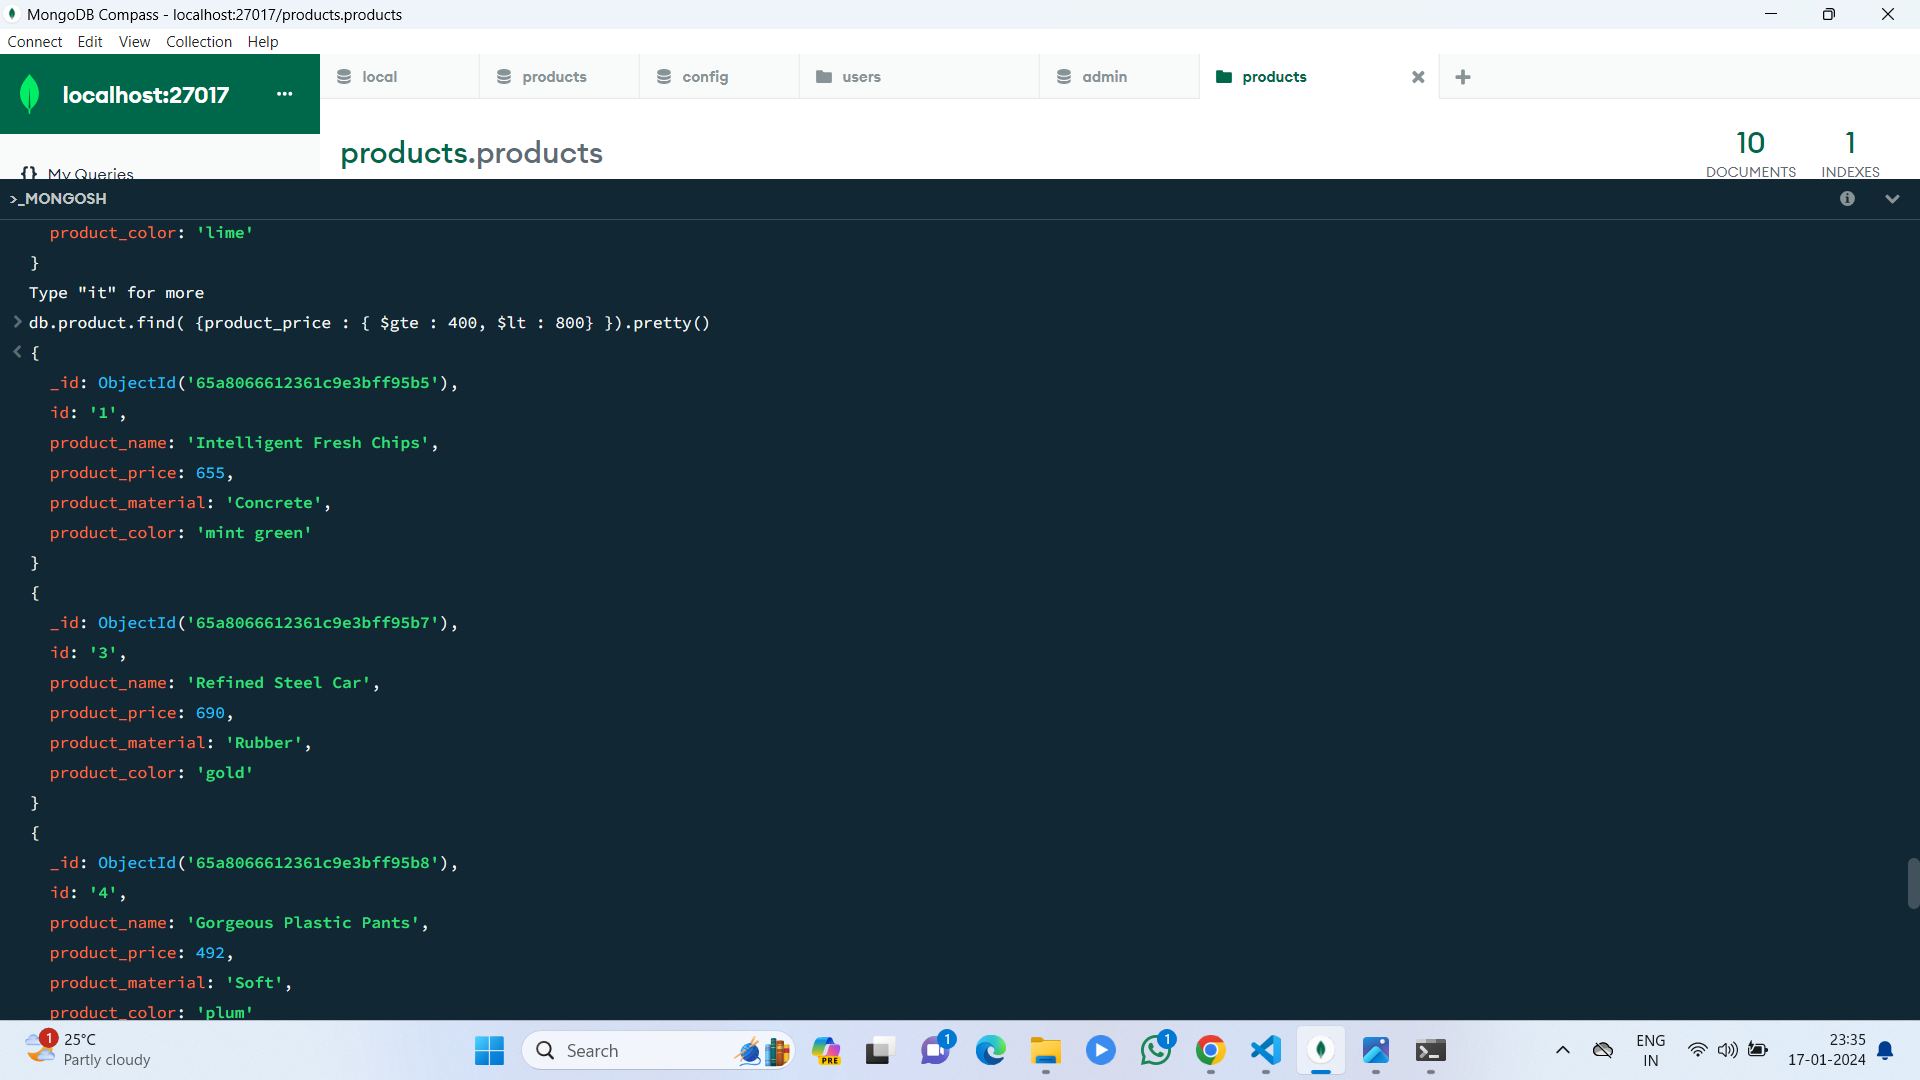 MongoDB Compass - localhost:27017/products.products
Connect Edit View Collection Help
localhost:27017 ...
local products config users admin products
products.products
10 1
DOCUMENTS INDEXES
{} My Queries
>_MONGOSH
product_color: 'lime'
}
Type "it" for more
> db.product.find( {product_price : { $gte : 400, $lt : 800} }).pretty()
< {
_id: ObjectId('65a8066612361c9e3bff95b5'),
id: '1',
product_name: 'Intelligent Fresh Chips',
product_price: 655,
product_material: 'Concrete',
product_color: 'mint green'
}
{
_id: ObjectId('65a8066612361c9e3bff95b7'),
id: '3',
product_name: 'Refined Steel Car',
product_price: 690,
product_material: 'Rubber',
product_color: 'gold'
}
{
_id: ObjectId('65a8066612361c9e3bff95b8'),
id: '4',
product_name: 'Gorgeous Plastic Pants',
product_price: 492,
product_material: 'Soft',
product_color: 'plum'
1 25°C
Partly cloudy
Search
PRE
1
1
ENG
IN
23:35
17-01-2024